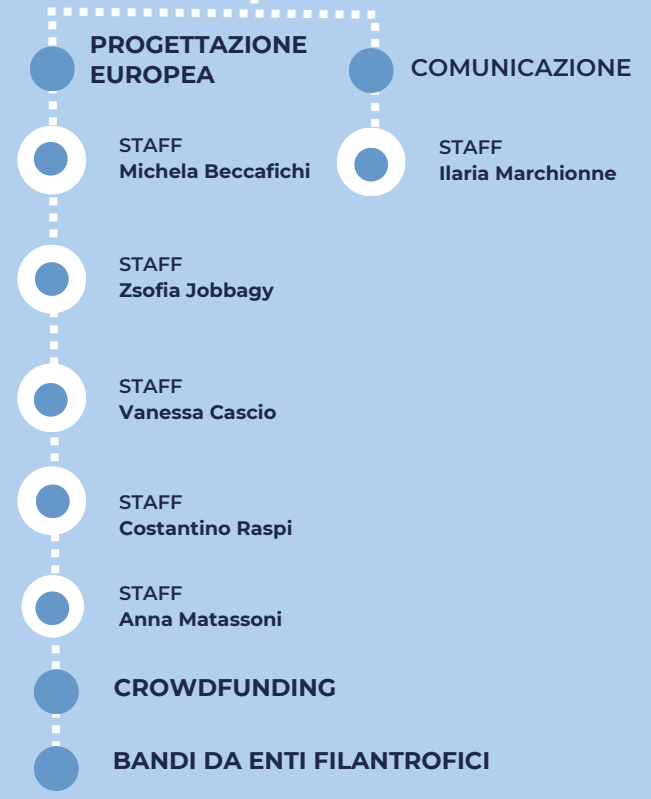 PROGETTAZIONE
EUROPEA
STAFF
Michela Beccafichi
STAFF
Zsofia Jobbagy
STAFF
Vanessa Cascio
STAFF
Costantino Raspi
STAFF
Anna Matassoni
CROWDFUNDING
BANDI DA ENTI FILANTROFICI
COMUNICAZIONE
STAFF
Ilaria Marchionne